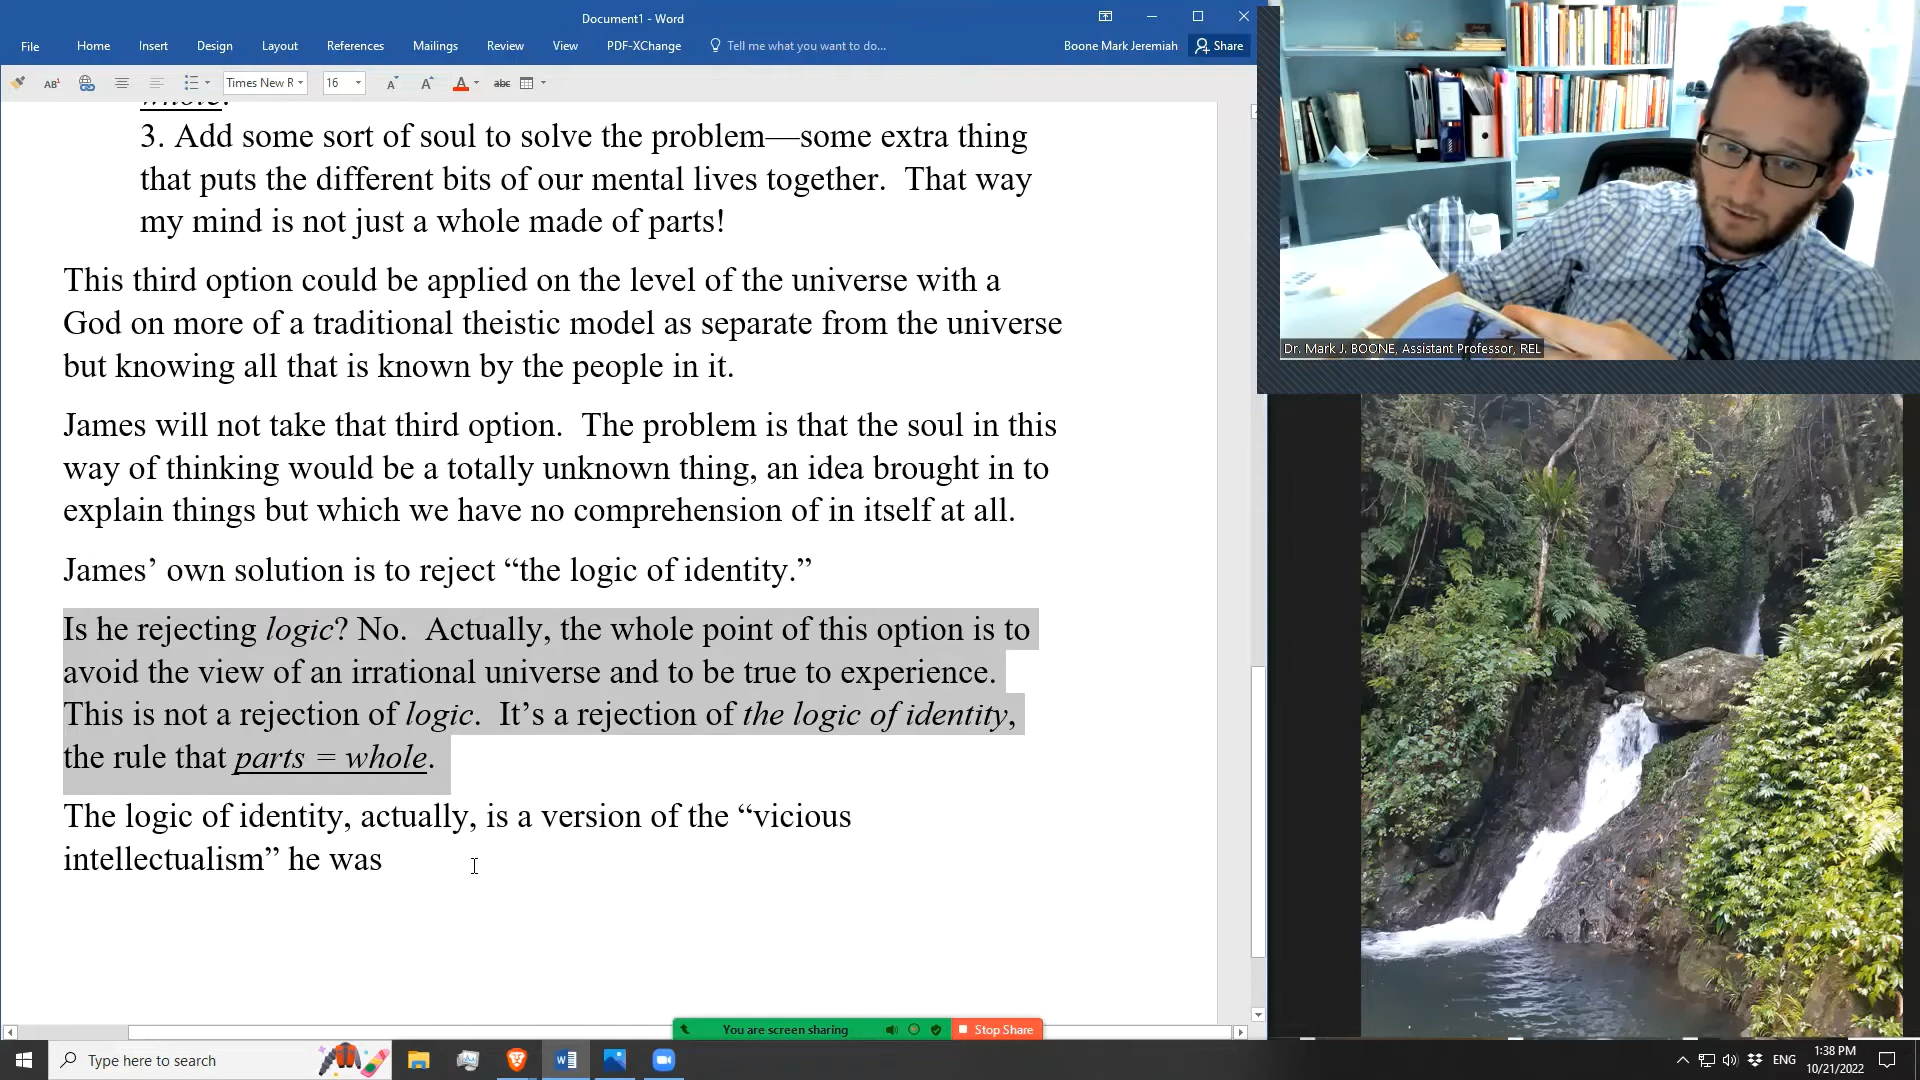 Document1 - Word
File Home Insert Design Layout References Mailings Review View PDF-XChange Tell me what you want to do... Boone Mark Jeremiah Share
Times New R 16
whole.
3. Add some sort of soul to solve the problem—some extra thing
that puts the different bits of our mental lives together. That way
my mind is not just a whole made of parts!
This third option could be applied on the level of the universe with a
God on more of a traditional theistic model as separate from the universe
but knowing all that is known by the people in it.
James will not take that third option. The problem is that the soul in this
way of thinking would be a totally unknown thing, an idea brought in to
explain things but which we have no comprehension of in itself at all.
James’ own solution is to reject “the logic of identity.”
Is he rejecting logic? No. Actually, the whole point of this option is to
avoid the view of an irrational universe and to be true to experience.
This is not a rejection of logic. It’s a rejection of the logic of identity,
the rule that parts = whole.
The logic of identity, actually, is a version of the “vicious
intellectualism” he was
Dr. Mark J. BOONE, Assistant Professor, REL
You are screen sharing Stop Share
Type here to search
ENG
1:38 PM
10/21/2022